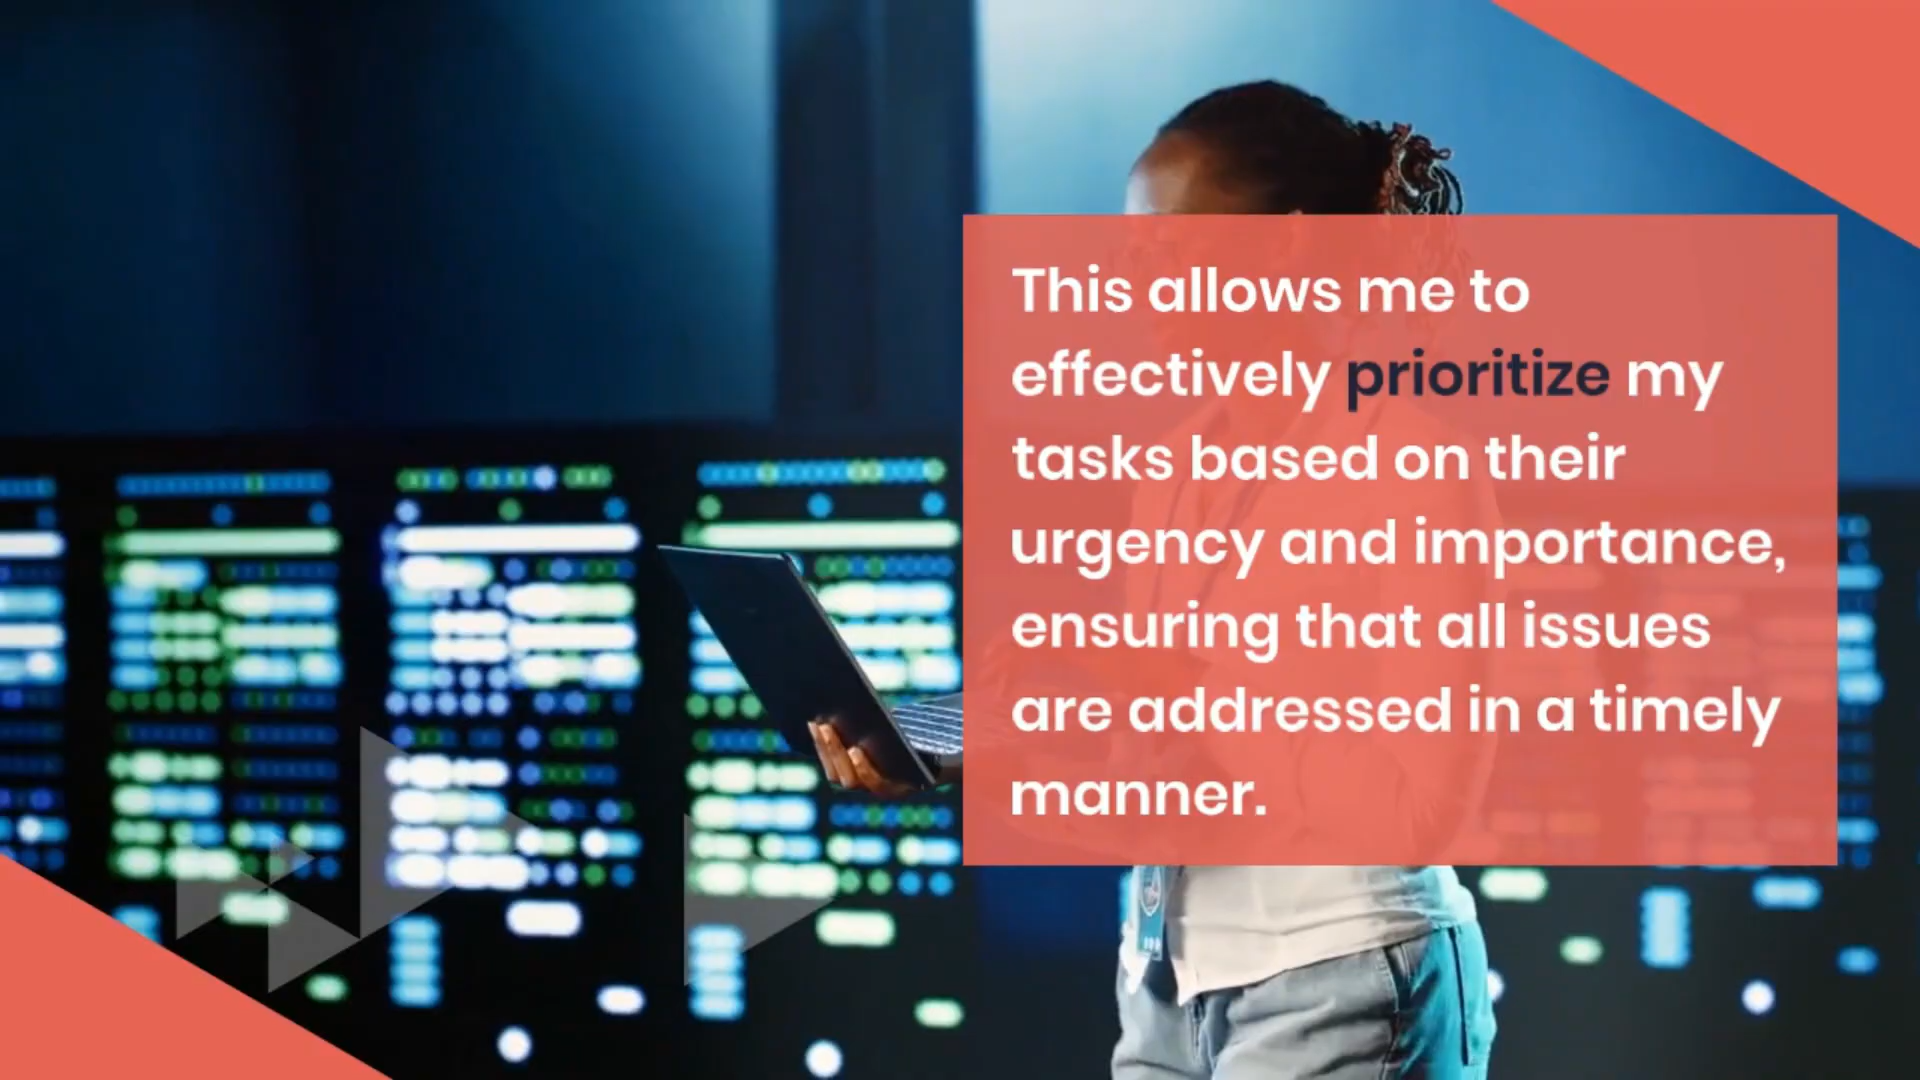 This allows me to
effectively prioritize my
tasks based on their
urgency and importance,
ensuring that all issues
are addressed in a timely
manner.